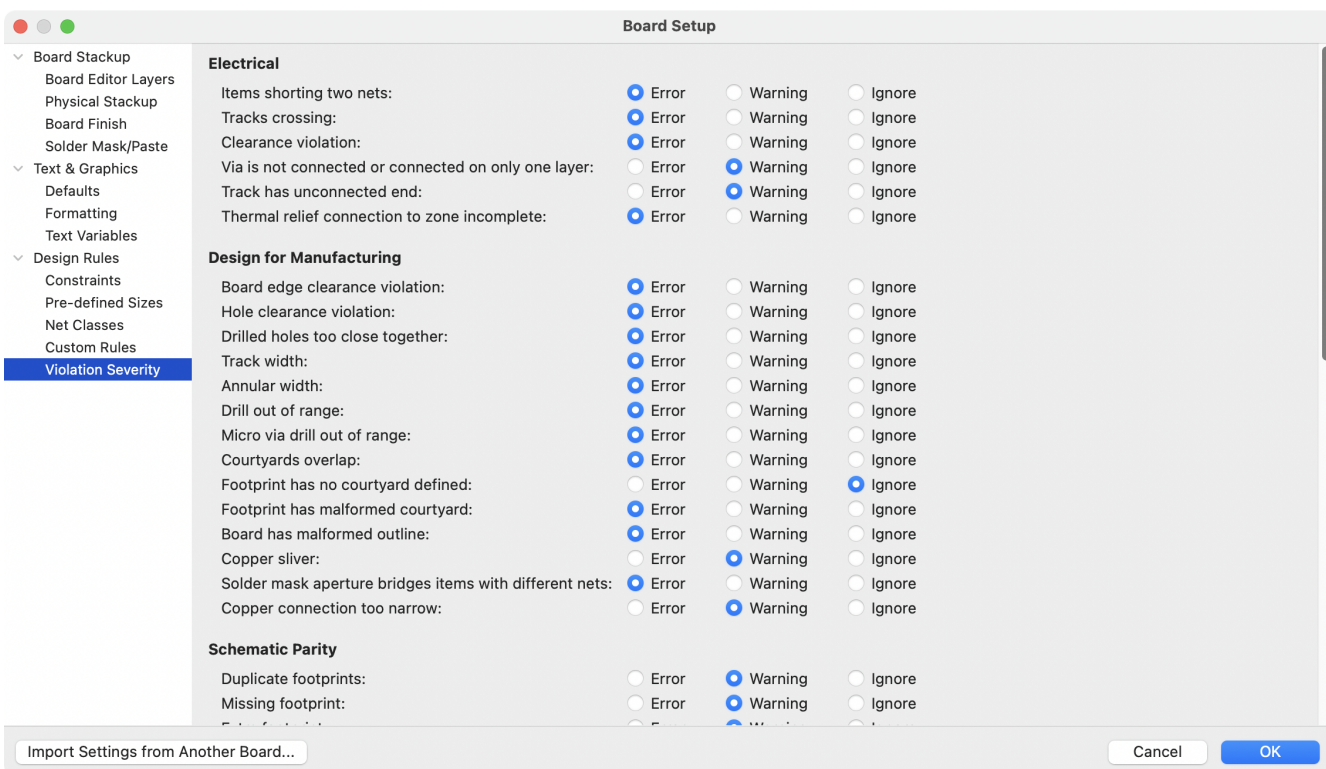 Board Setup
Board Stackup
Board Editor Layers
Physical Stackup
Board Finish
Solder Mask/Paste
Text & Graphics
Defaults
Formatting
Text Variables
Design Rules
Constraints
Pre-defined Sizes
Net Classes
Custom Rules
Violation Severity
Electrical
Items shorting two nets: Error Warning Ignore
Tracks crossing: Error Warning Ignore
Clearance violation: Error Warning Ignore
Via is not connected or connected on only one layer: Error Warning Ignore
Track has unconnected end: Error Warning Ignore
Thermal relief connection to zone incomplete: Error Warning Ignore
Design for Manufacturing
Board edge clearance violation: Error Warning Ignore
Hole clearance violation: Error Warning Ignore
Drilled holes too close together: Error Warning Ignore
Track width: Error Warning Ignore
Annular width: Error Warning Ignore
Drill out of range: Error Warning Ignore
Micro via drill out of range: Error Warning Ignore
Courtyards overlap: Error Warning Ignore
Footprint has no courtyard defined: Error Warning Ignore
Footprint has malformed courtyard: Error Warning Ignore
Board has malformed outline: Error Warning Ignore
Copper sliver: Error Warning Ignore
Solder mask aperture bridges items with different nets: Error Warning Ignore
Copper connection too narrow: Error Warning Ignore
Schematic Parity
Duplicate footprints: Error Warning Ignore
Missing footprint: Error Warning Ignore
Import Settings from Another Board...
Cancel
OK